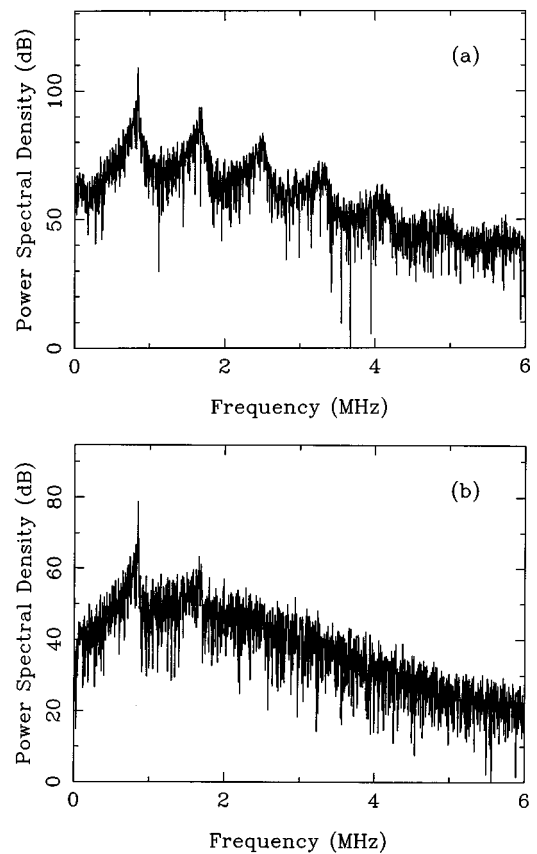 (a)
Power Spectral Density (dB)
100
50
0
0 2 4 6
Frequency (MHz)
(b)
Power Spectral Density (dB)
80
60
40
20
0
0 2 4 6
Frequency (MHz)